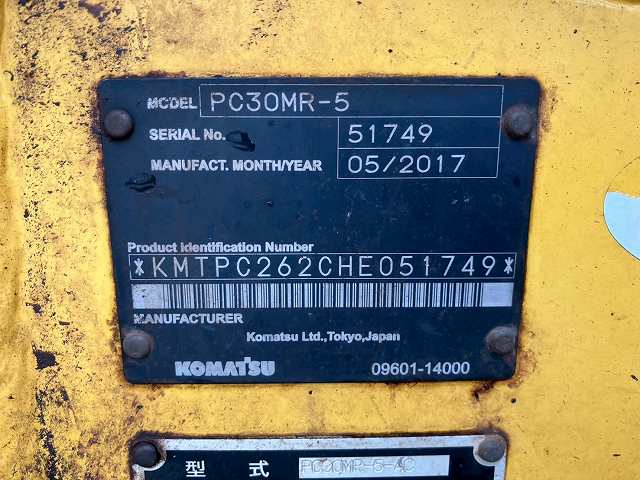 MODEL PC30MR-5
SERIAL No. 51749
MANUFACT. MONTH/YEAR 05/2017
Product Identification Number
*KMTPC262CHE051749*
MANUFACTURER
Komatsu Ltd.,Tokyo,Japan
KOMATSU 09601-14000
型式 PC30MR-5-AC